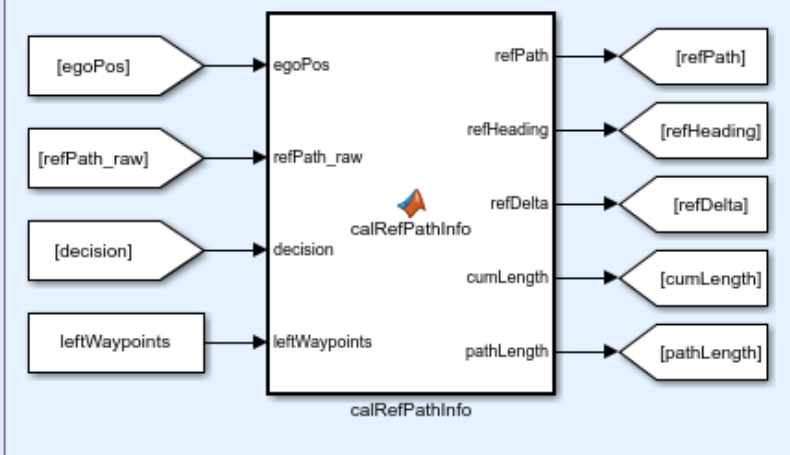 [egoPos]
egoPos
refPath
[refPath]
[refPath_raw]
refPath_raw
refHeading
[refHeading]
calRefPathInfo
refDelta
[refDelta]
[decision]
decision
cumLength
[cumLength]
leftWaypoints
leftWaypoints
pathLength
[pathLength]
calRefPathInfo